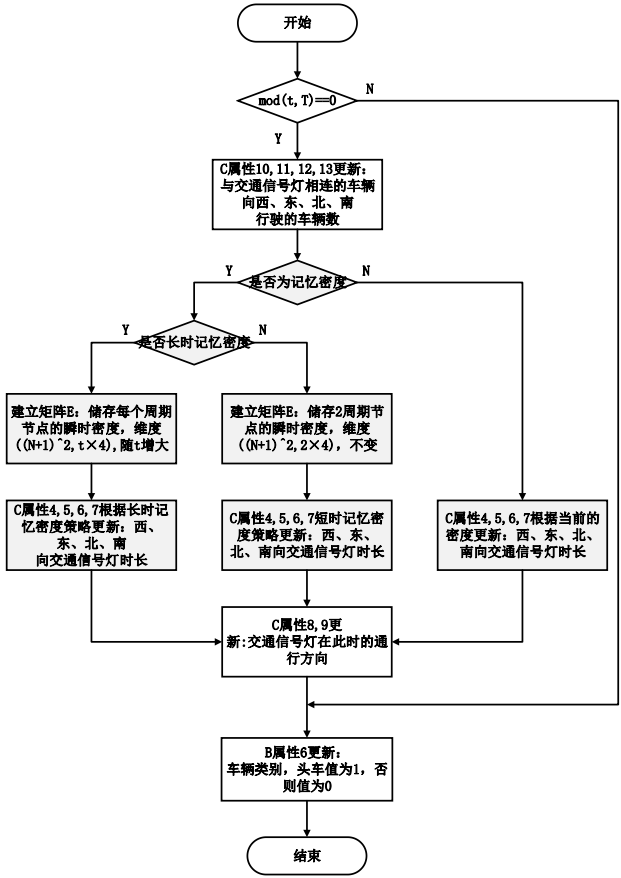 开始
mod(t,T)==0
N
Y
C属性10,11,12,13更新：
与交通信号灯相连的车辆
向西、东、北、南
行驶的车辆数
Y
是否为记忆密度
N
Y
是否长时记忆密度
N
建立矩阵E：储存每个周期
节点的瞬时密度，维度
((N+1)^2,t×4),随t增大
建立矩阵E：储存2周期节
点的瞬时密度，维度
((N+1)^2,2×4)，不变
C属性4,5,6,7根据长时记
忆密度策略更新：西、
东、北、南
向交通信号灯时长
C属性4,5,6,7短时记忆密
度策略更新：西、东、
北、南向交通信号灯时长
C属性4,5,6,7根据当前的
密度更新：西、东、北、
南向交通信号灯时长
C属性8,9更
新:交通信号灯在此时的通
行方向
B属性6更新：
车辆类别，头车值为1，否
则值为0
结束